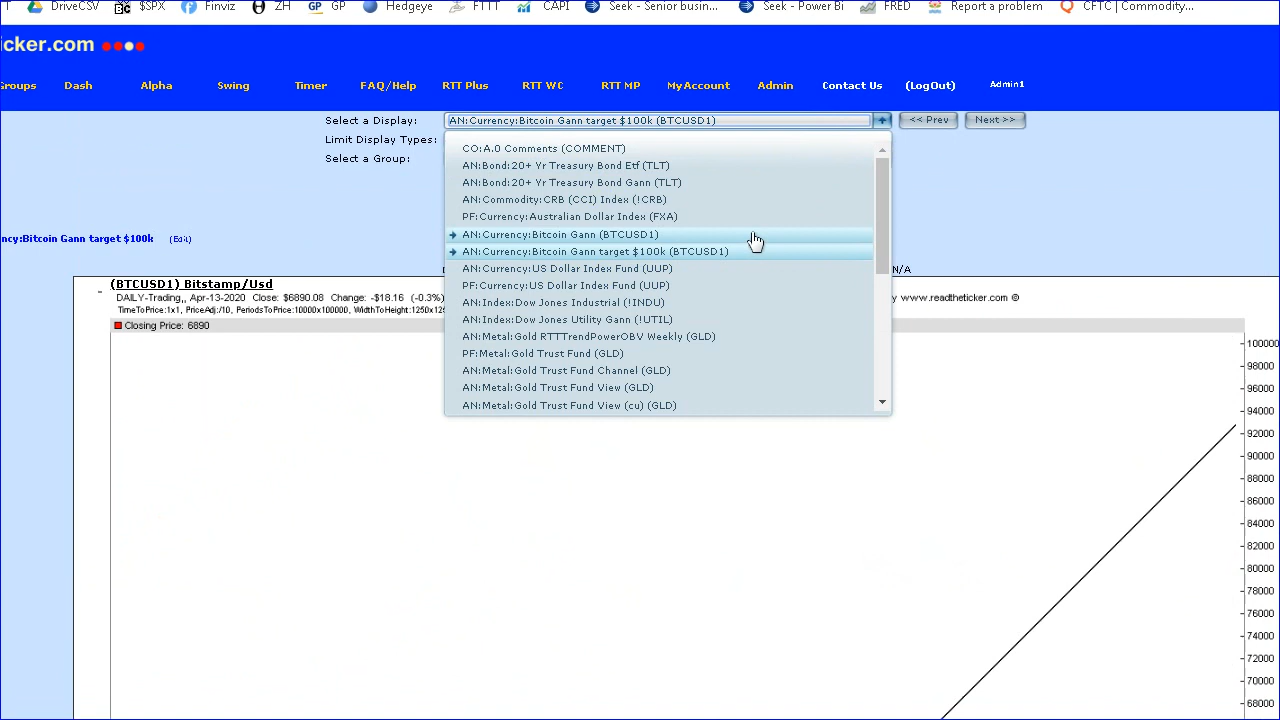 DriveCSV $SPX Finviz ZH GP GP Hedgeye FTTT CAPI Seek - Senior busin... Seek - Power Bi FRED Report a problem CFTC | Commodity...
icker.com
Groups Dash Alpha Swing Timer FAQ/Help RTT Plus RTT WC RTT MP MyAccount Admin Contact Us (LogOut) Admin1
Select a Display: AN:Currency:Bitcoin Gann target $100k (BTCUSD1) << Prev Next >>
Limit Display Types:
Select a Group:
CO:A.0 Comments (COMMENT)
AN:Bond:20+ Yr Treasury Bond Etf (TLT)
AN:Bond:20+ Yr Treasury Bond Gann (TLT)
AN:Commodity:CRB (CCI) Index (!CRB)
PF:Currency:Australian Dollar Index (FXA)
AN:Currency:Bitcoin Gann (BTCUSD1)
AN:Currency:Bitcoin Gann target $100k (BTCUSD1)
AN:Currency:US Dollar Index Fund (UUP)
PF:Currency:US Dollar Index Fund (UUP)
AN:Index:Dow Jones Industrial (!INDU)
AN:Index:Dow Jones Utility Gann (!UTIL)
AN:Metal:Gold RTTTrendPowerOBV Weekly (GLD)
PF:Metal:Gold Trust Fund (GLD)
AN:Metal:Gold Trust Fund Channel (GLD)
AN:Metal:Gold Trust Fund View (GLD)
AN:Metal:Gold Trust Fund View (cu) (GLD)
ncy:Bitcoin Gann target $100k (Edit)
N/A
(BTCUSD1) Bitstamp/Usd
DAILY-Trading,, Apr-13-2020 Close: $6890.08 Change: -$18.16 (-0.3%) y www.readtheticker.com ©
TimeToPrice:1x1, PriceAdj:/10, PeriodsToPrice:10000x100000, WidthToHeight:1250x12
Closing Price: 6890
100000
98000
96000
94000
92000
90000
88000
86000
84000
82000
80000
78000
76000
74000
72000
70000
68000